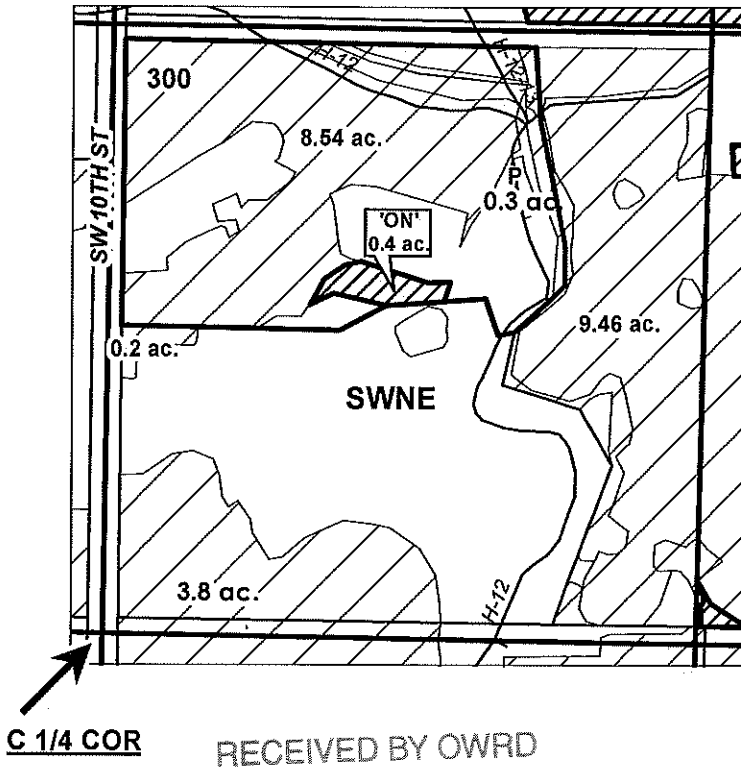 H-12
H-12
300
8.54 ac.
SW 10TH ST
P
0.3 ac.
'ON'
0.4 ac.
9.46 ac.
0.2 ac.
SWNE
3.8 ac.
H-12
C 1/4 COR
RECEIVED BY OWRD